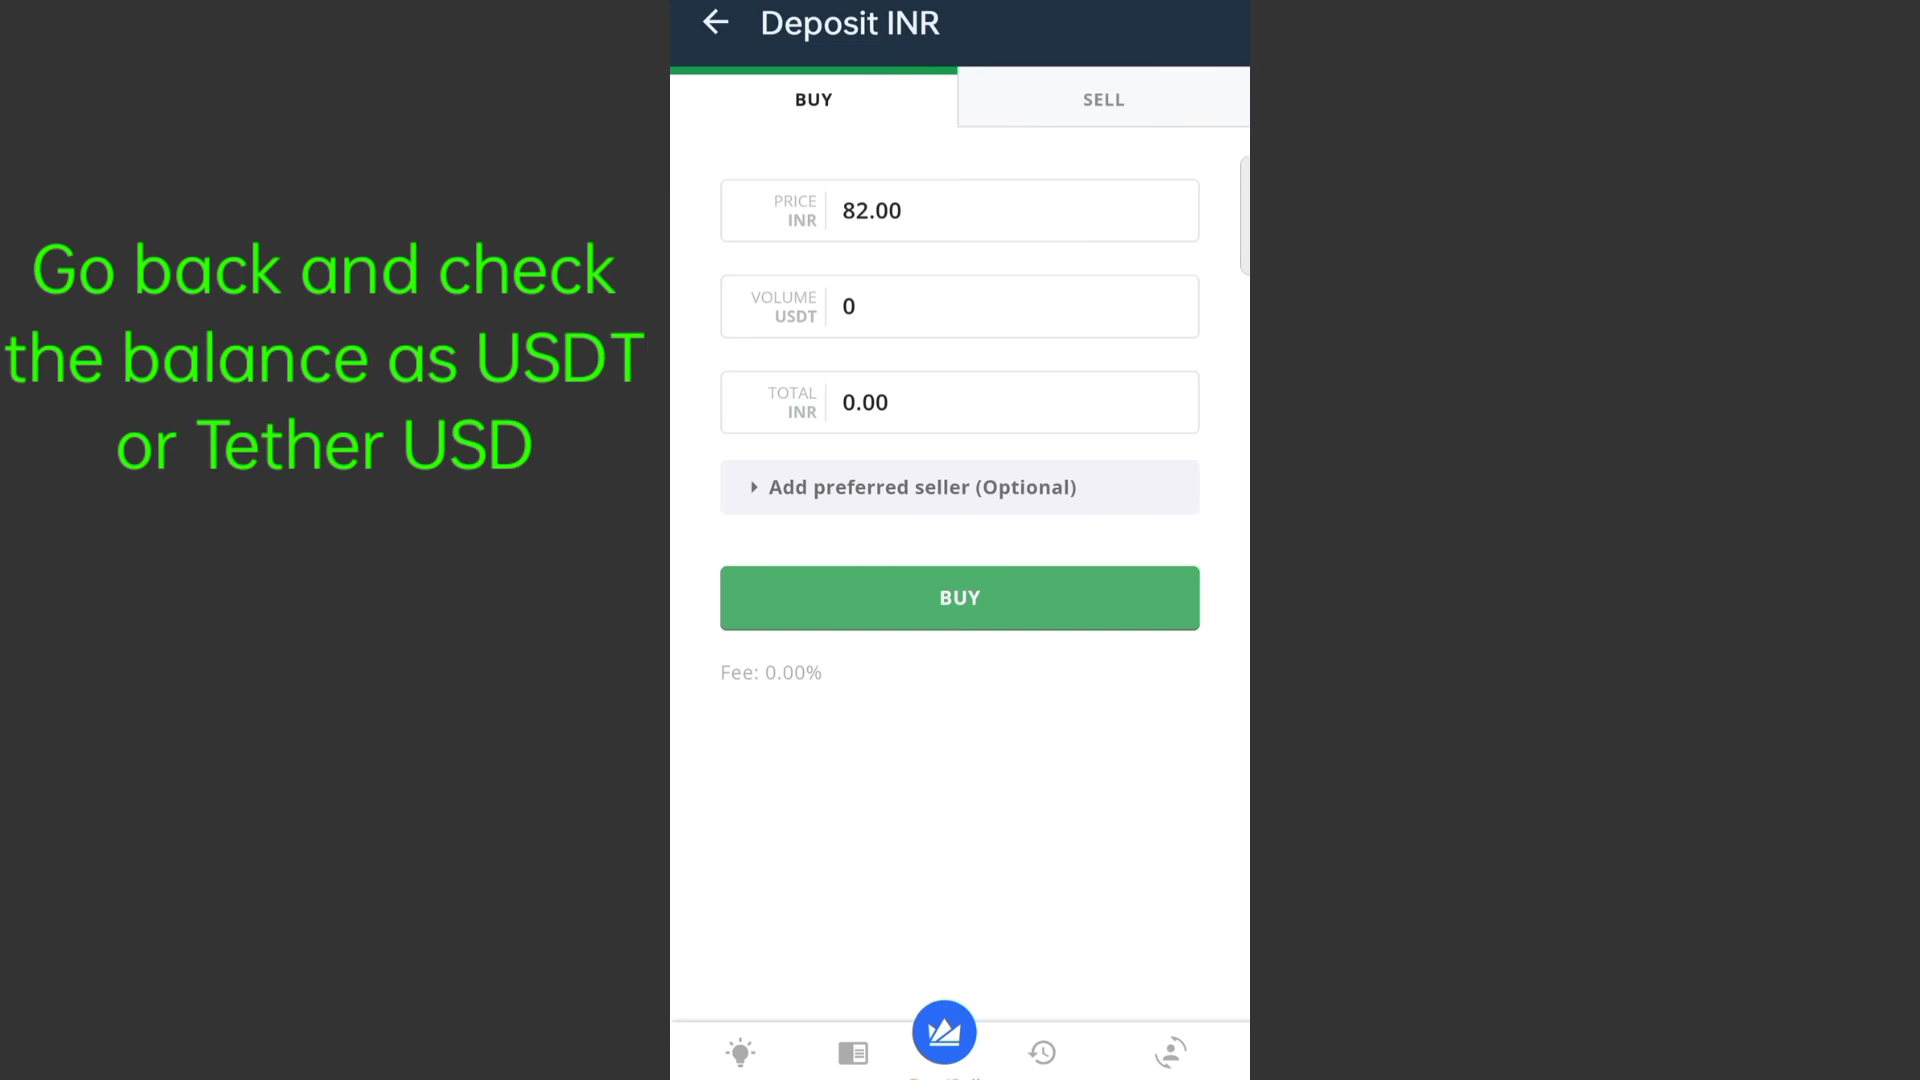 Deposit INR
BUY
SELL
PRICE
INR
82.00
VOLUME
USDT
0
TOTAL
INR
0.00
Add preferred seller (Optional)
BUY
Fee: 0.00%
Go back and check
the balance as USDT
or Tether USD